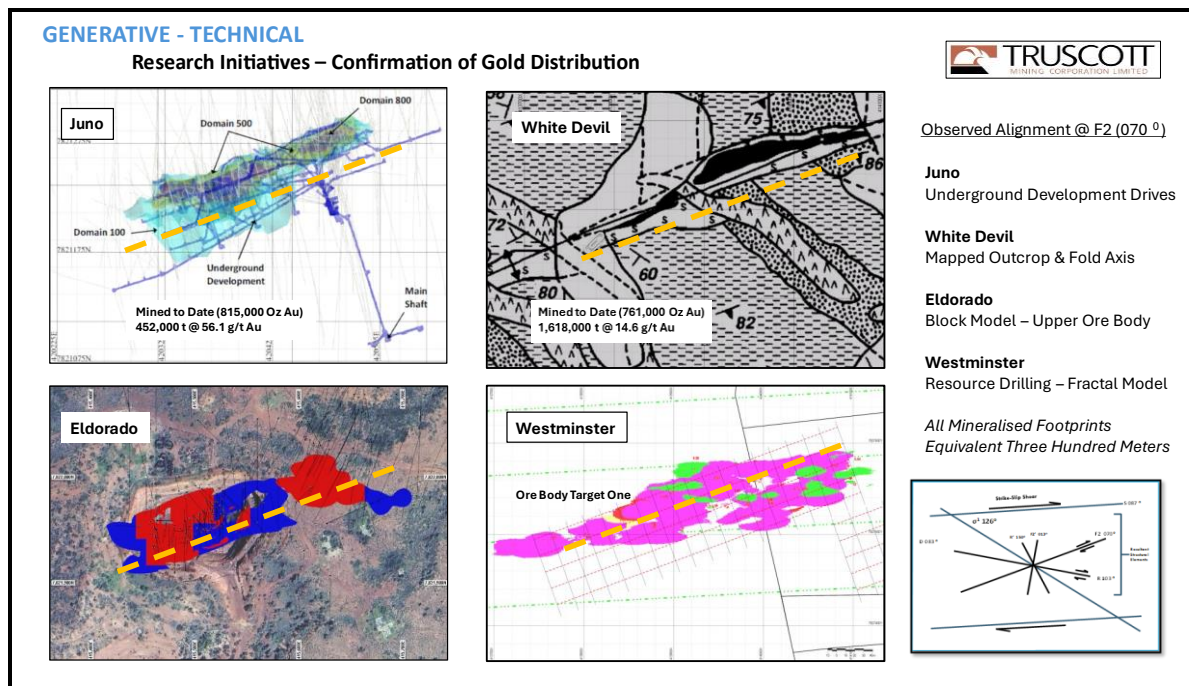 GENERATIVE - TECHNICAL
Research Initiatives – Confirmation of Gold Distribution
TRUSCOTT
MINING CORPORATION LIMITED
Juno
Domain 800
Domain 500
7821275N
Domain 100
7821175N
Underground
Development
Main
Shaft
Mined to Date (815,000 Oz Au)
452,000 t @ 56.1 g/t Au
7821075N
White Devil
75
86
72
60
80
82
Mined to Date (761,000 Oz Au)
1,618,000 t @ 14.6 g/t Au
Observed Alignment @ F2 (070 ⁰)
Juno
Underground Development Drives
White Devil
Mapped Outcrop & Fold Axis
Eldorado
Block Model – Upper Ore Body
Westminster
Resource Drilling – Fractal Model
All Mineralised Footprints
Equivalent Three Hundred Meters
Eldorado
Westminster
Ore Body Target One
Strike-Slip Shear
σ¹ 126°
F2 070°